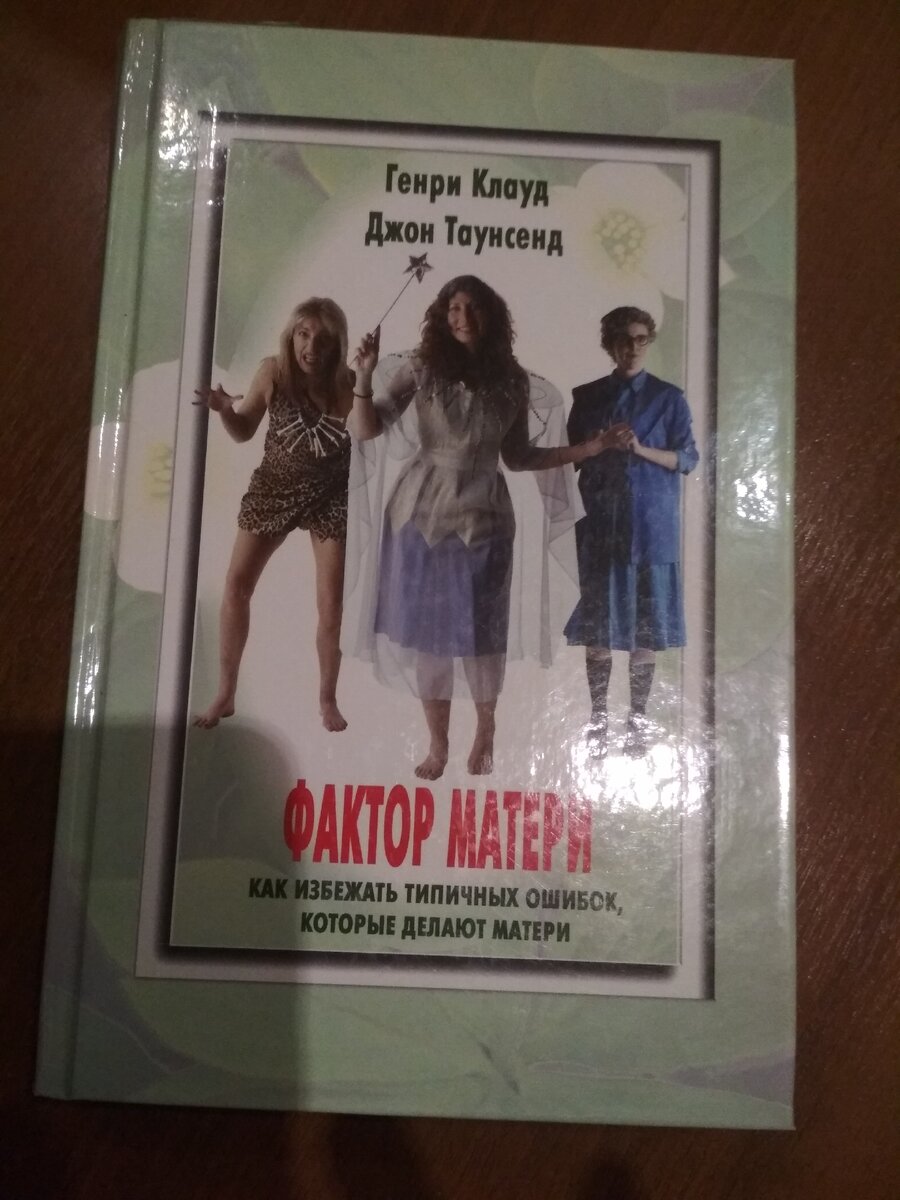 Генри Клауд
Джон Таунсенд
ФАКТОР МАТЕРИ
КАК ИЗБЕЖАТЬ ТИПИЧНЫХ ОШИБОК,
КОТОРЫЕ ДЕЛАЮТ МАТЕРИ